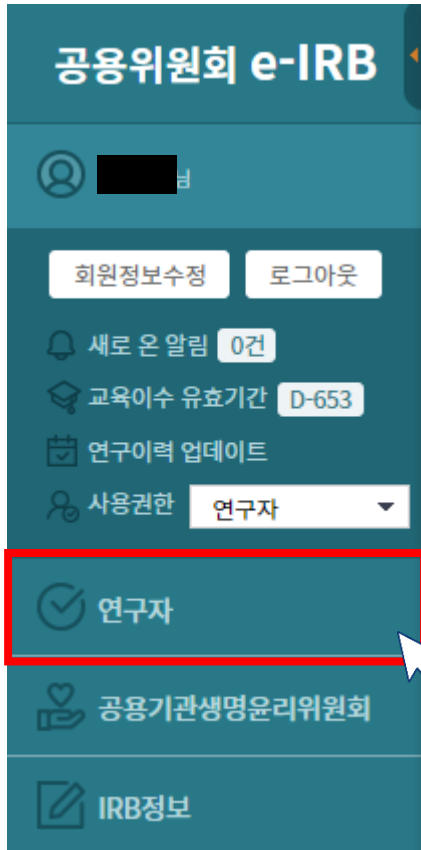 공용위원회 e-IRB
님
회원정보수정 로그아웃
새로 온 알림 0건
교육이수 유효기간 D-653
연구이력 업데이트
사용권한 연구자
연구자
공용기관생명윤리위원회
IRB정보